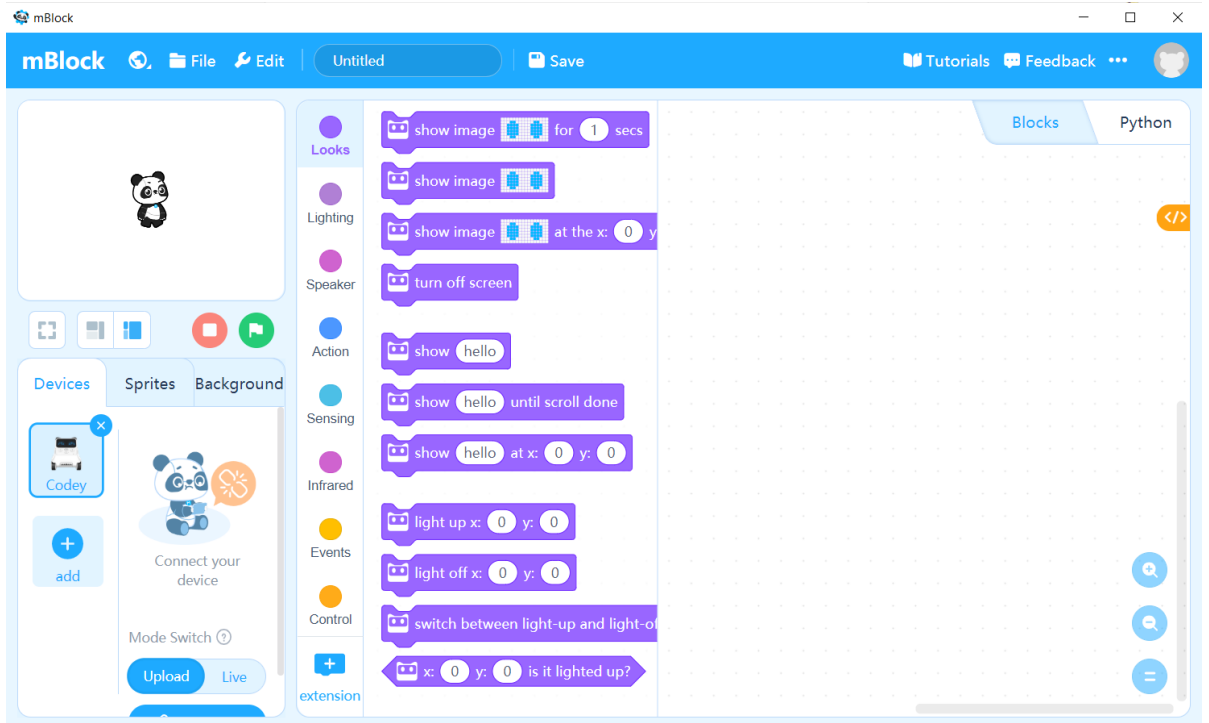 mBlock
mBlock File Edit Untitled Save Tutorials Feedback
Devices Sprites Background
Codey
add
Connect your
device
Mode Switch ?
Upload Live
Looks
Lighting
Speaker
Action
Sensing
Infrared
Events
Control
extension
show image for 1 secs
show image
show image at the x: 0 y
turn off screen
show hello
show hello until scroll done
show hello at x: 0 y: 0
light up x: 0 y: 0
light off x: 0 y: 0
switch between light-up and light-of
x: 0 y: 0 is it lighted up?
Blocks Python
</>